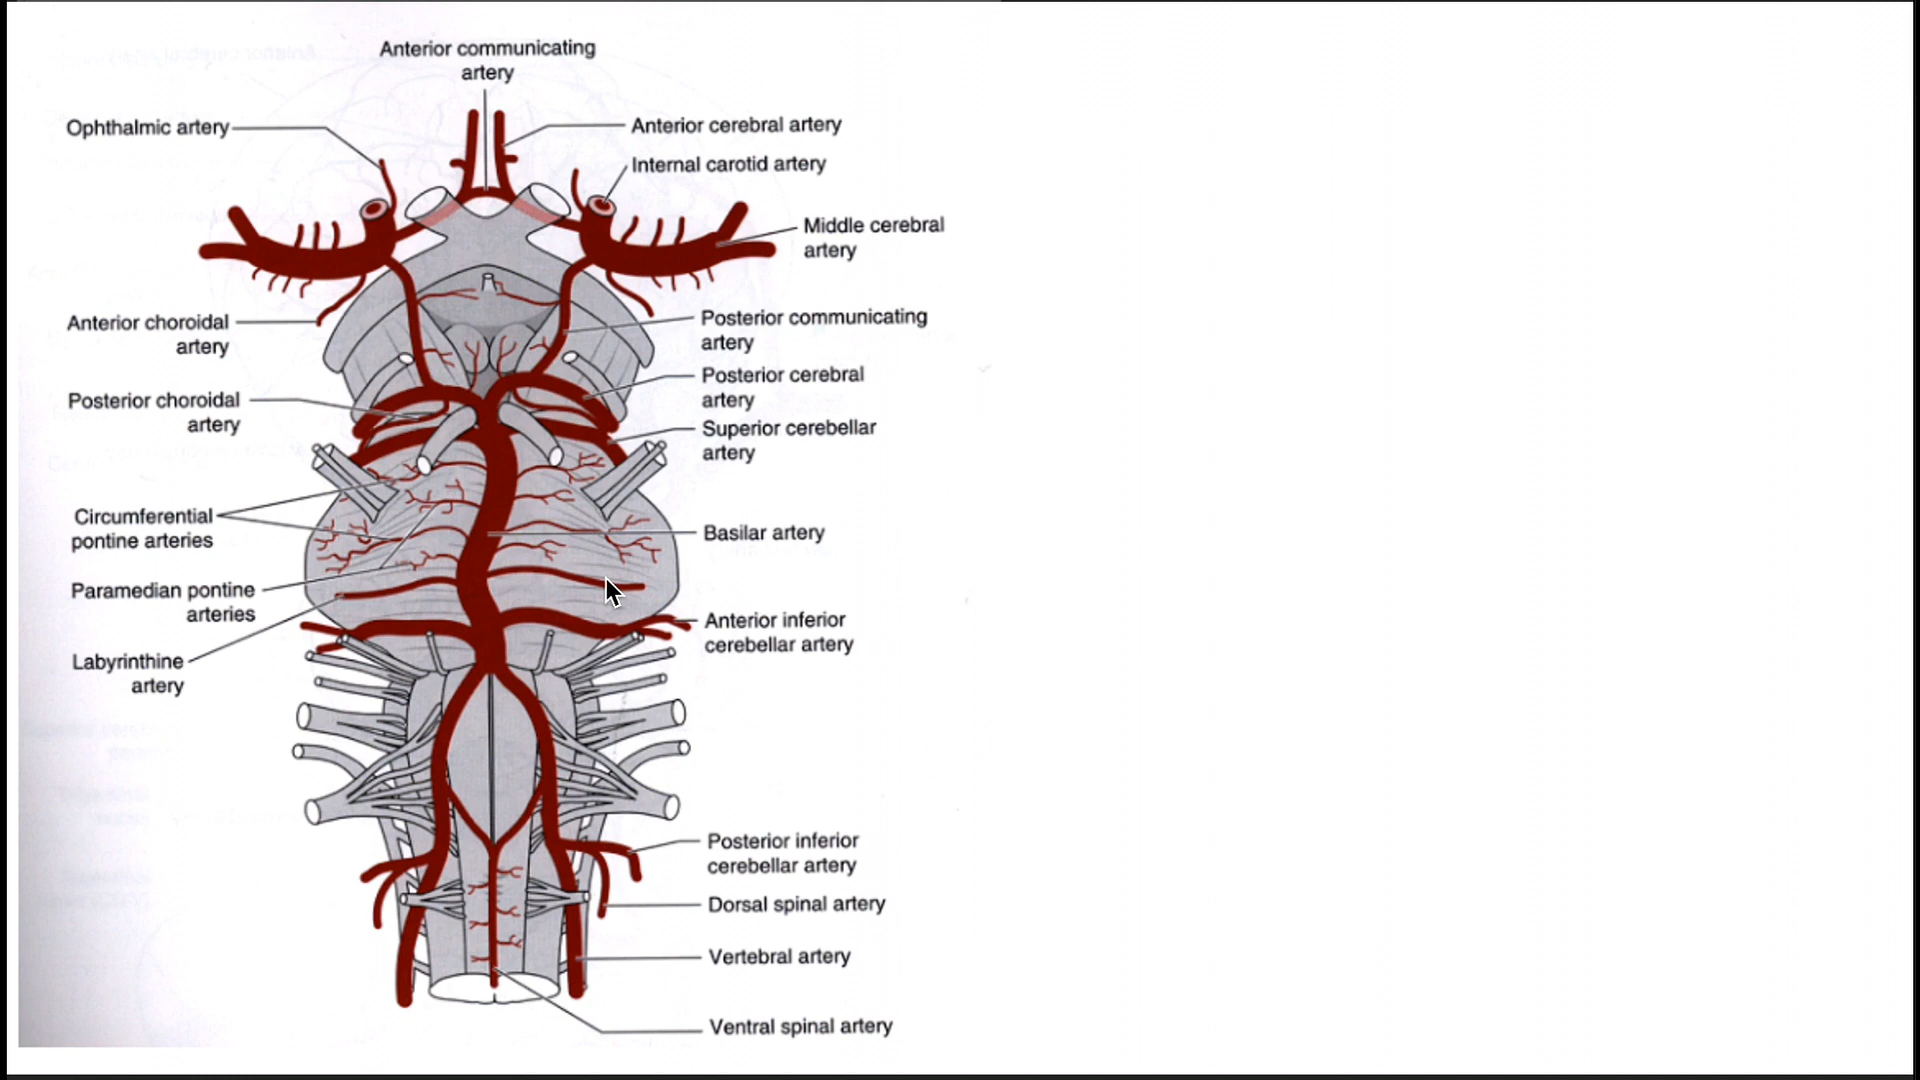 Anterior communicating
artery
Ophthalmic artery
Anterior cerebral artery
Internal carotid artery
Middle cerebral
artery
Anterior choroidal
artery
Posterior communicating
artery
Posterior choroidal
artery
Posterior cerebral
artery
Superior cerebellar
artery
Circumferential
pontine arteries
Basilar artery
Paramedian pontine
arteries
Anterior inferior
cerebellar artery
Labyrinthine
artery
Posterior inferior
cerebellar artery
Dorsal spinal artery
Vertebral artery
Ventral spinal artery